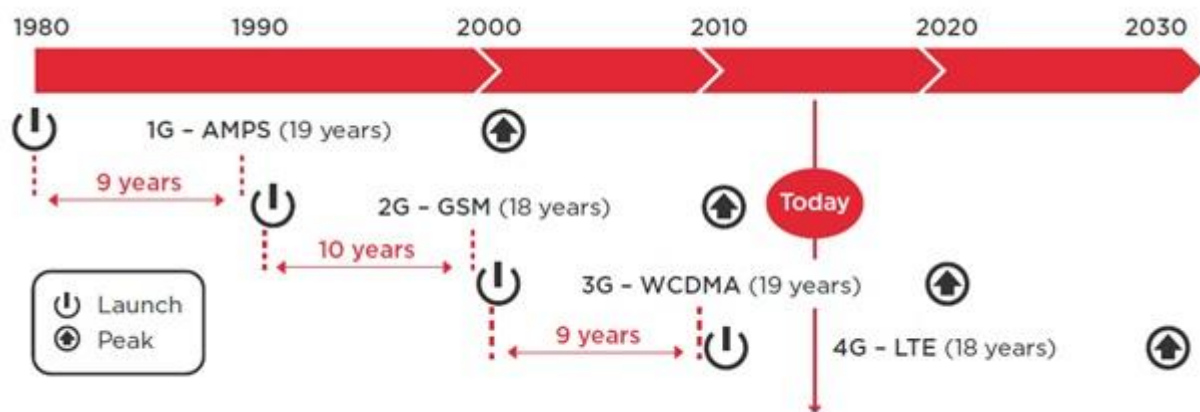 1980 1990 2000 2010 2020 2030
1G – AMPS (19 years)
9 years
2G – GSM (18 years)
Today
10 years
3G – WCDMA (19 years)
Launch
Peak
9 years
4G – LTE (18 years)